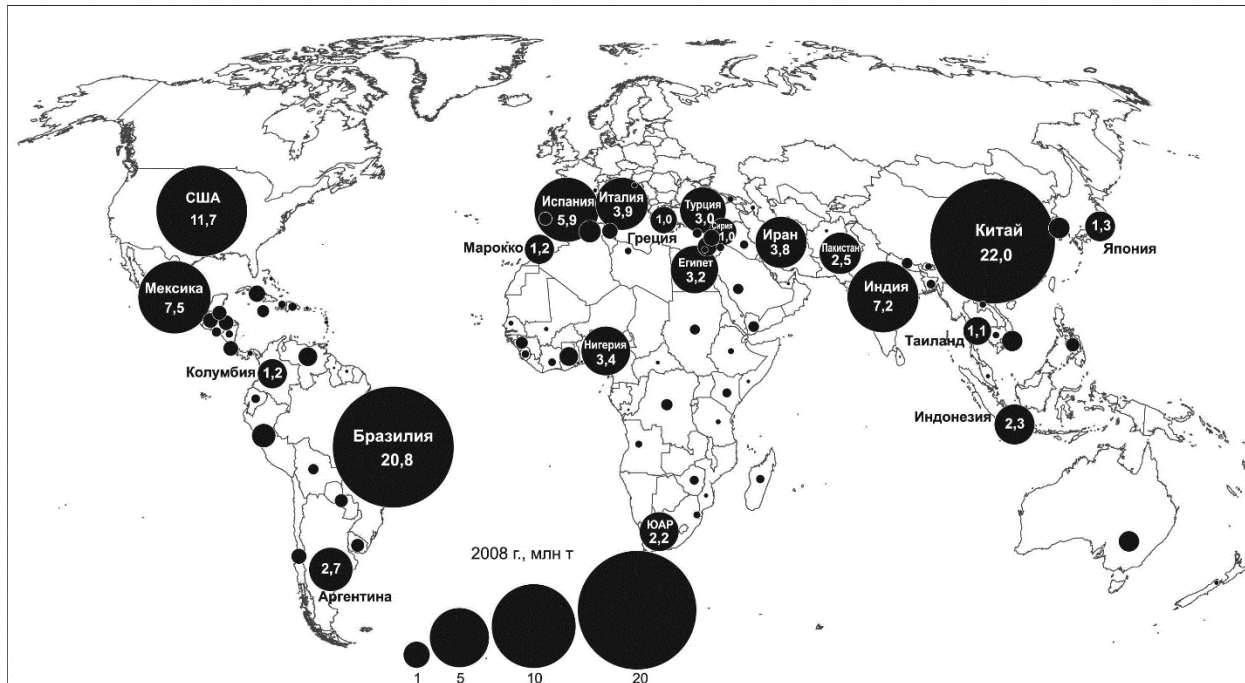 США
11,7
Мексика
7,5
Колумбия
1,2
Бразилия
20,8
2,7
Аргентина
Испания
5,9
Италия
3,9
1,0
Греция
Турция
3,0
Сирия
1,0
Марокко
1,2
Египет
3,2
Иран
3,8
Пакистан
2,5
Индия
7,2
Китай
22,0
1,3
Япония
Нигерия
3,4
Таиланд
1,1
Индонезия
2,3
ЮАР
2,2
2008 г., млн т
1
5
10
20